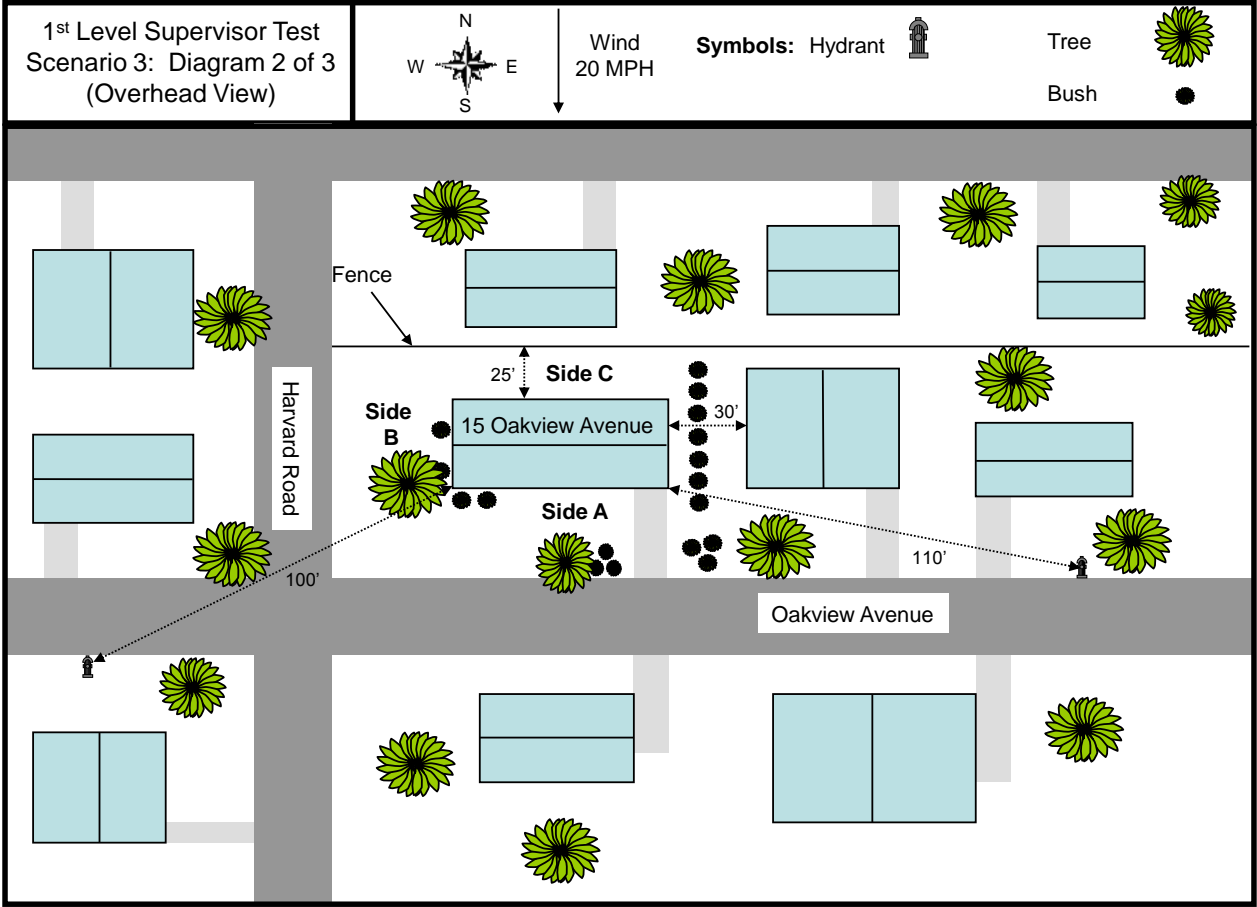 1st Level Supervisor Test
Scenario 3: Diagram 2 of 3
(Overhead View)
N
W E
S
Wind
20 MPH
Symbols: Hydrant
Tree
Bush
Fence
25’
Side C
Side
B
15 Oakview Avenue
30’
Harvard Road
Side A
100’
110’
Oakview Avenue